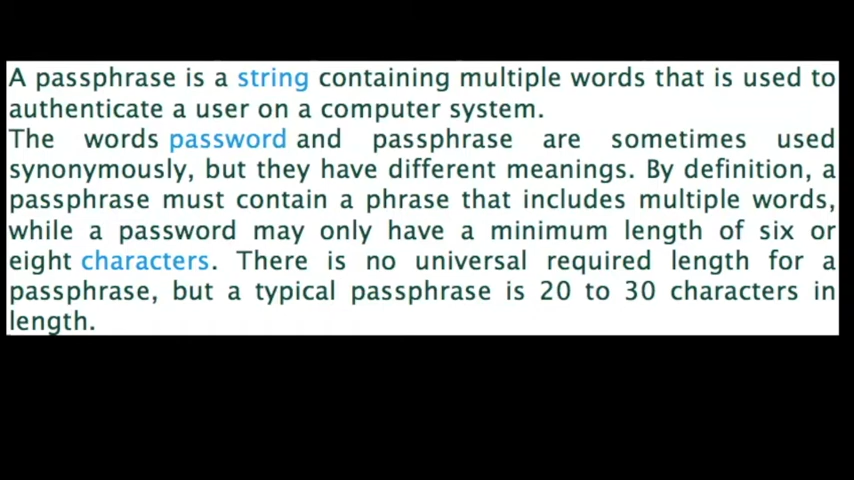 A passphrase is a string containing multiple words that is used to
authenticate a user on a computer system.
The words password and passphrase are sometimes used
synonymously, but they have different meanings. By definition, a
passphrase must contain a phrase that includes multiple words,
while a password may only have a minimum length of six or
eight characters. There is no universal required length for a
passphrase, but a typical passphrase is 20 to 30 characters in
length.